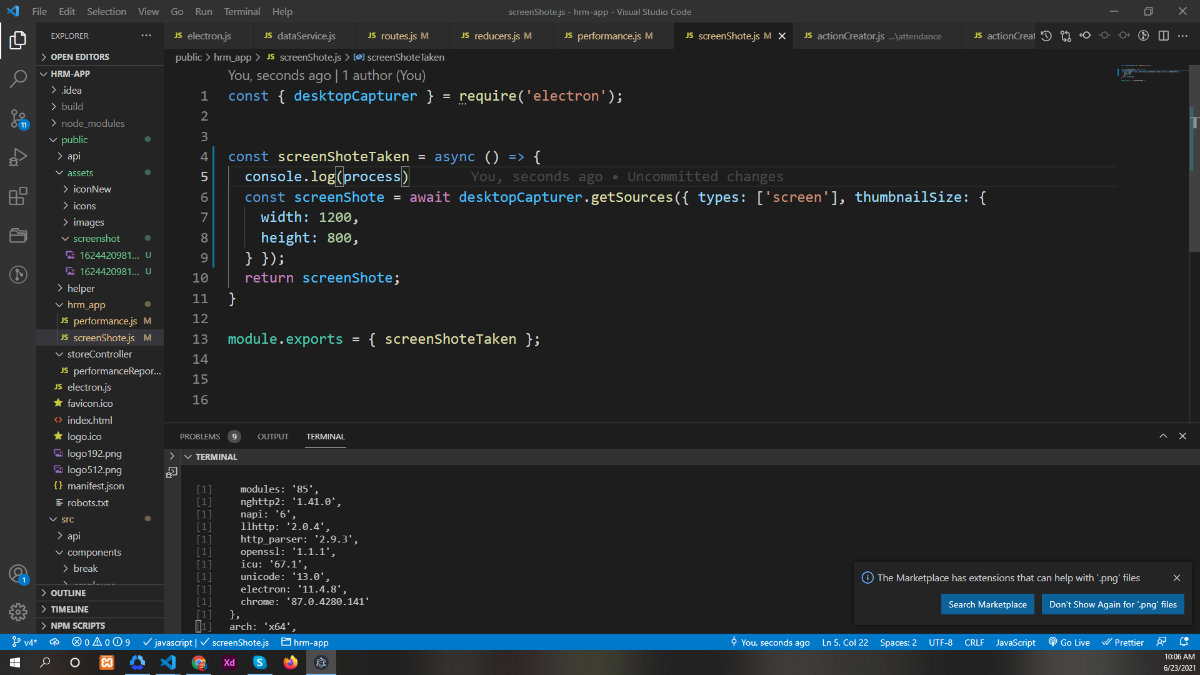 File Edit Selection View Go Run Terminal Help
screenShote.js - hrm-app - Visual Studio Code
EXPLORER
JS electron.js
JS dataService.js
JS routes.js M
JS reducers.js M
JS performance.js M
JS screenShote.js M
JS actionCreator.js ...\attendance
JS actionCreat
OPEN EDITORS
HRM-APP
.idea
build
node_modules
public
api
assets
iconNew
icons
images
screenshot
1624420981... U
1624420981... U
helper
hrm_app
JS performance.js M
JS screenShote.js M
storeController
JS performanceRepor...
JS electron.js
favicon.ico
index.html
logo.ico
logo192.png
logo512.png
manifest.json
robots.txt
src
api
components
break
OUTLINE
TIMELINE
NPM SCRIPTS
11
1
public > hrm_app > JS screenShote.js > screenShoteTaken
You, seconds ago | 1 author (You)
1 const { desktopCapturer } = require('electron');
2
3
4 const screenShoteTaken = async () => {
5 console.log(process) You, seconds ago • Uncommitted changes
6 const screenShote = await desktopCapturer.getSources({ types: ['screen'], thumbnailSize: {
7 width: 1200,
8 height: 800,
9 } });
10 return screenShote;
11 }
12
13 module.exports = { screenShoteTaken };
14
15
16
PROBLEMS 9 OUTPUT TERMINAL
TERMINAL
[1] modules: '85',
[1] nghttp2: '1.41.0',
[1] napi: '6',
[1] llhttp: '2.0.4',
[1] http_parser: '2.9.3',
[1] openssl: '1.1.1',
[1] icu: '67.1',
[1] unicode: '13.0',
[1] electron: '11.4.8',
[1] chrome: '87.0.4280.141'
[1] },
[1] arch: 'x64',
The Marketplace has extensions that can help with '.png' files
Search Marketplace
Don't Show Again for '.png' files
v4* 0 0 9 javascript | screenShote.js hrm-app
You, seconds ago Ln 5, Col 22 Spaces: 2 UTF-8 CRLF JavaScript Go Live Prettier
Xd
10:06 AM
6/23/2021